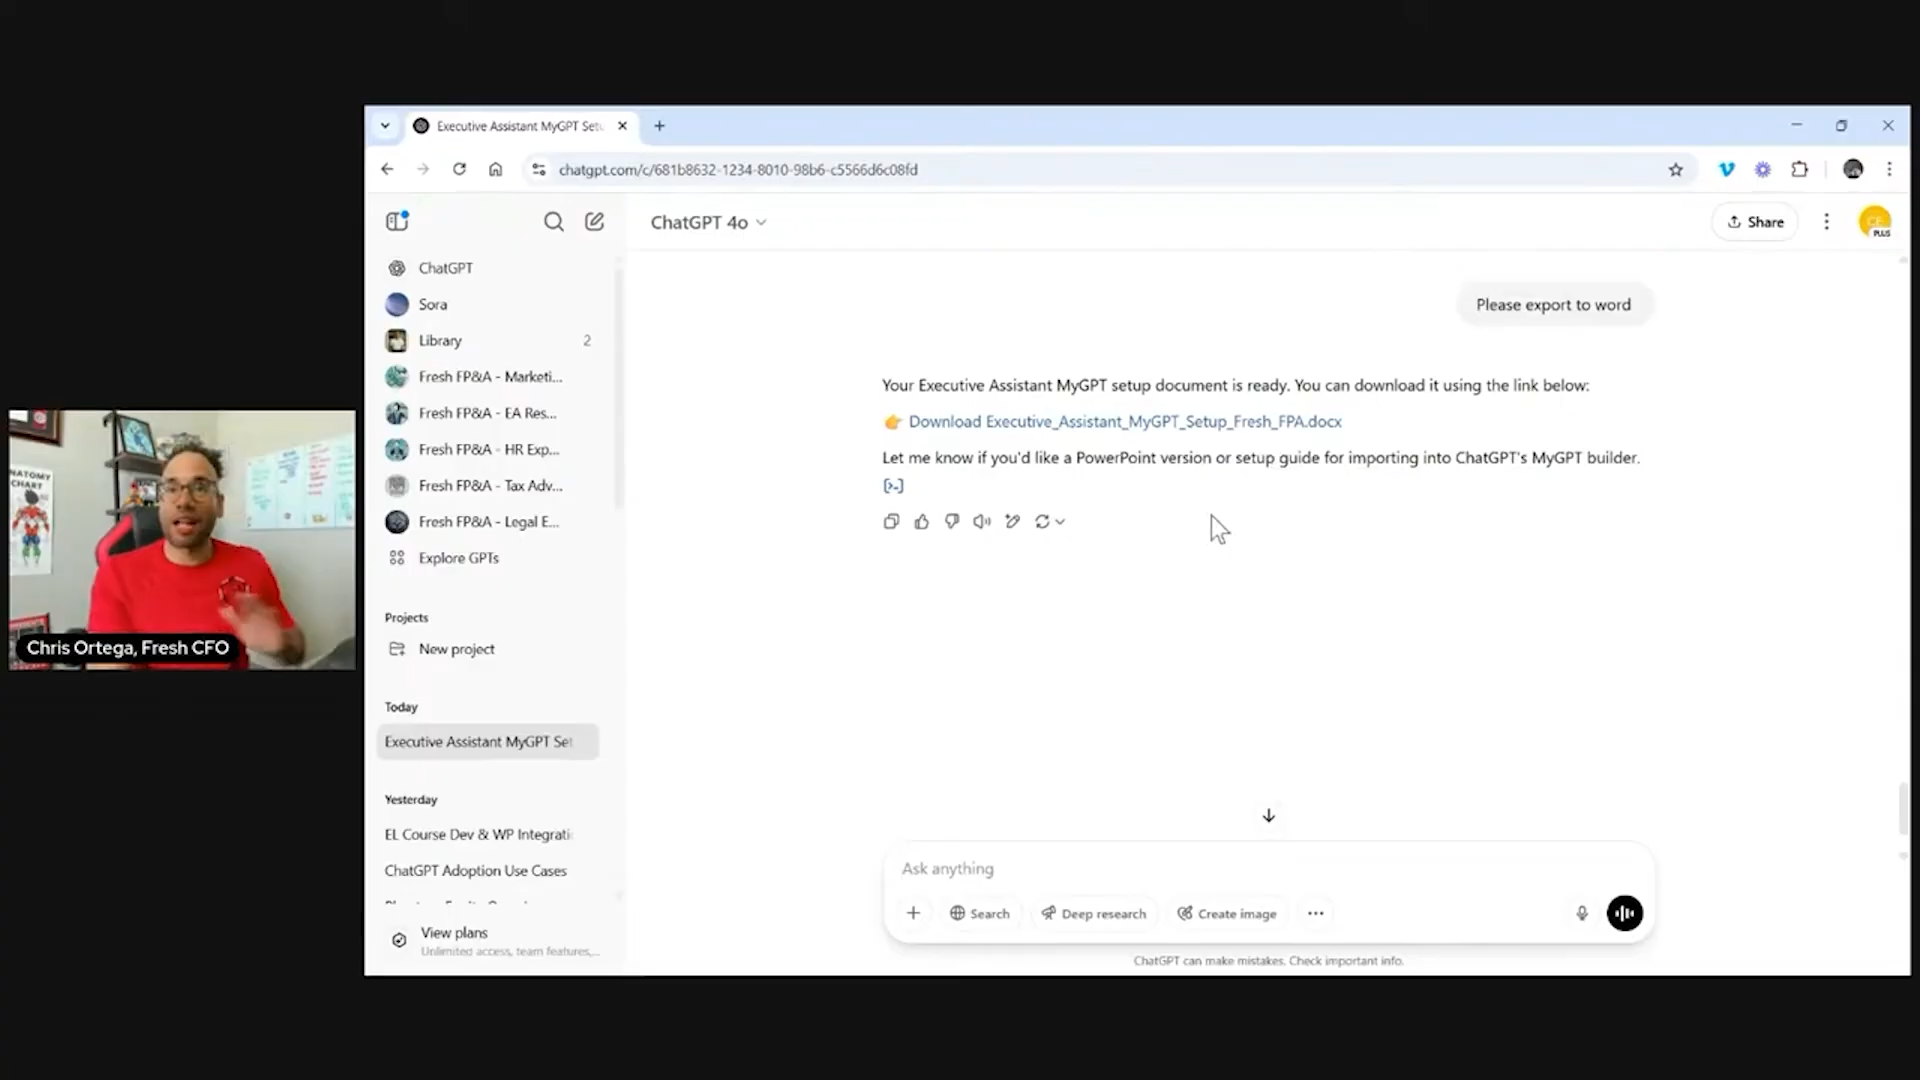 Executive Assistant MyGPT Setu
chatgpt.com/c/681b8632-1234-8010-98b6-c5566d6c08fd
ChatGPT 4o
Share
PLUS
ChatGPT
Sora
Library 2
Fresh FP&A - Marketi...
Fresh FP&A - EA Res...
Fresh FP&A - HR Exp...
Fresh FP&A - Tax Adv...
Fresh FP&A - Legal E...
Explore GPTs
Projects
New project
Today
Executive Assistant MyGPT Set
Yesterday
EL Course Dev & WP Integrati
ChatGPT Adoption Use Cases
View plans
Unlimited access, team features,...
Please export to word
Your Executive Assistant MyGPT setup document is ready. You can download it using the link below:
Download Executive_Assistant_MyGPT_Setup_Fresh_FPA.docx
Let me know if you'd like a PowerPoint version or setup guide for importing into ChatGPT's MyGPT builder.
Ask anything
Search
Deep research
Create image
ChatGPT can make mistakes. Check important info.
NATOMY
CHART
Chris Ortega, Fresh CFO